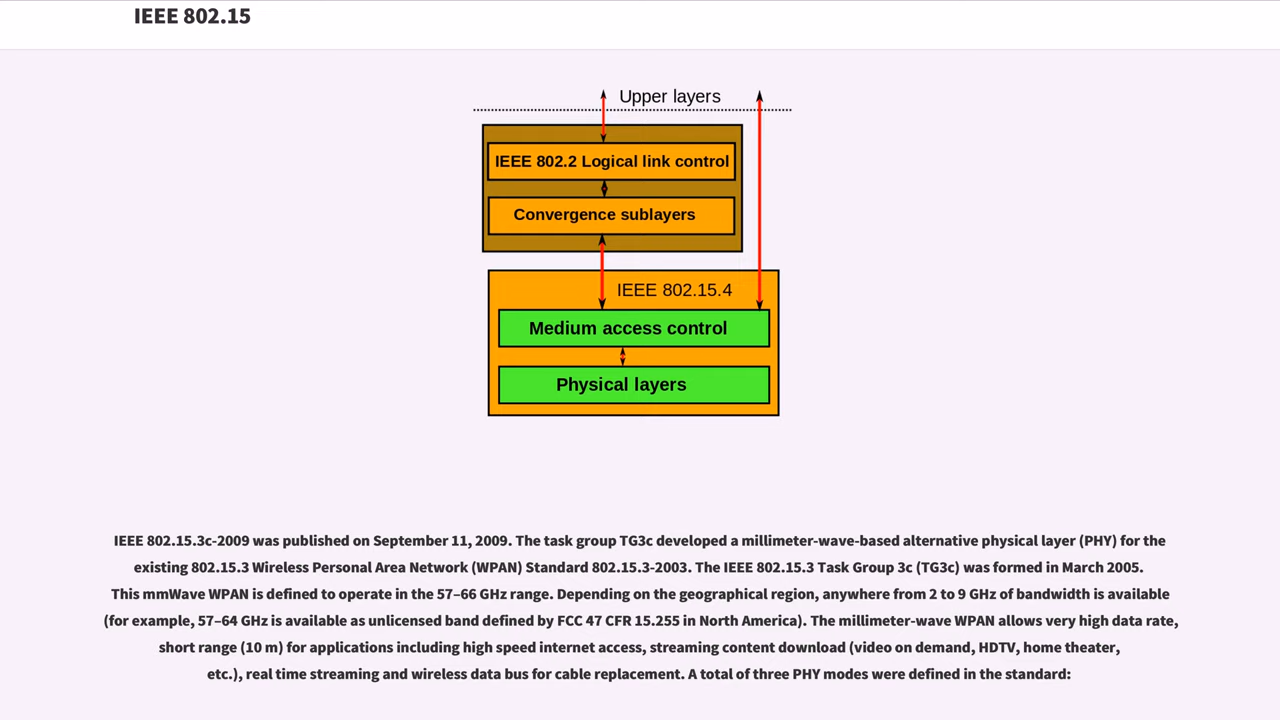 IEEE 802.15
Upper layers
IEEE 802.2 Logical link control
Convergence sublayers
IEEE 802.15.4
Medium access control
Physical layers
IEEE 802.15.3c-2009 was published on September 11, 2009. The task group TG3c developed a millimeter-wave-based alternative physical layer (PHY) for the
existing 802.15.3 Wireless Personal Area Network (WPAN) Standard 802.15.3-2003. The IEEE 802.15.3 Task Group 3c (TG3c) was formed in March 2005.
This mmWave WPAN is defined to operate in the 57–66 GHz range. Depending on the geographical region, anywhere from 2 to 9 GHz of bandwidth is available
(for example, 57–64 GHz is available as unlicensed band defined by FCC 47 CFR 15.255 in North America). The millimeter-wave WPAN allows very high data rate,
short range (10 m) for applications including high speed internet access, streaming content download (video on demand, HDTV, home theater,
etc.), real time streaming and wireless data bus for cable replacement. A total of three PHY modes were defined in the standard: